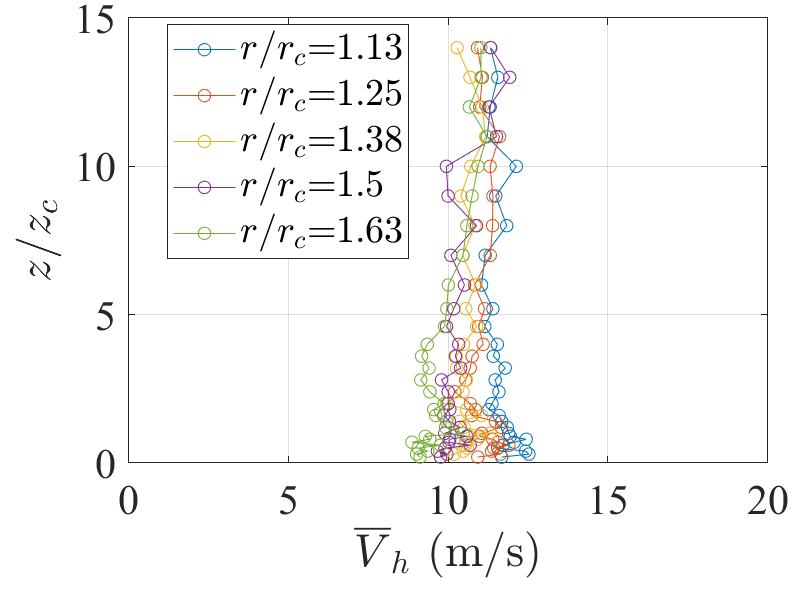 15
10
5
0
z/z_c
r/r_c=1.13
r/r_c=1.25
r/r_c=1.38
r/r_c=1.5
r/r_c=1.63
0 5 10 15 20
V̅_h (m/s)